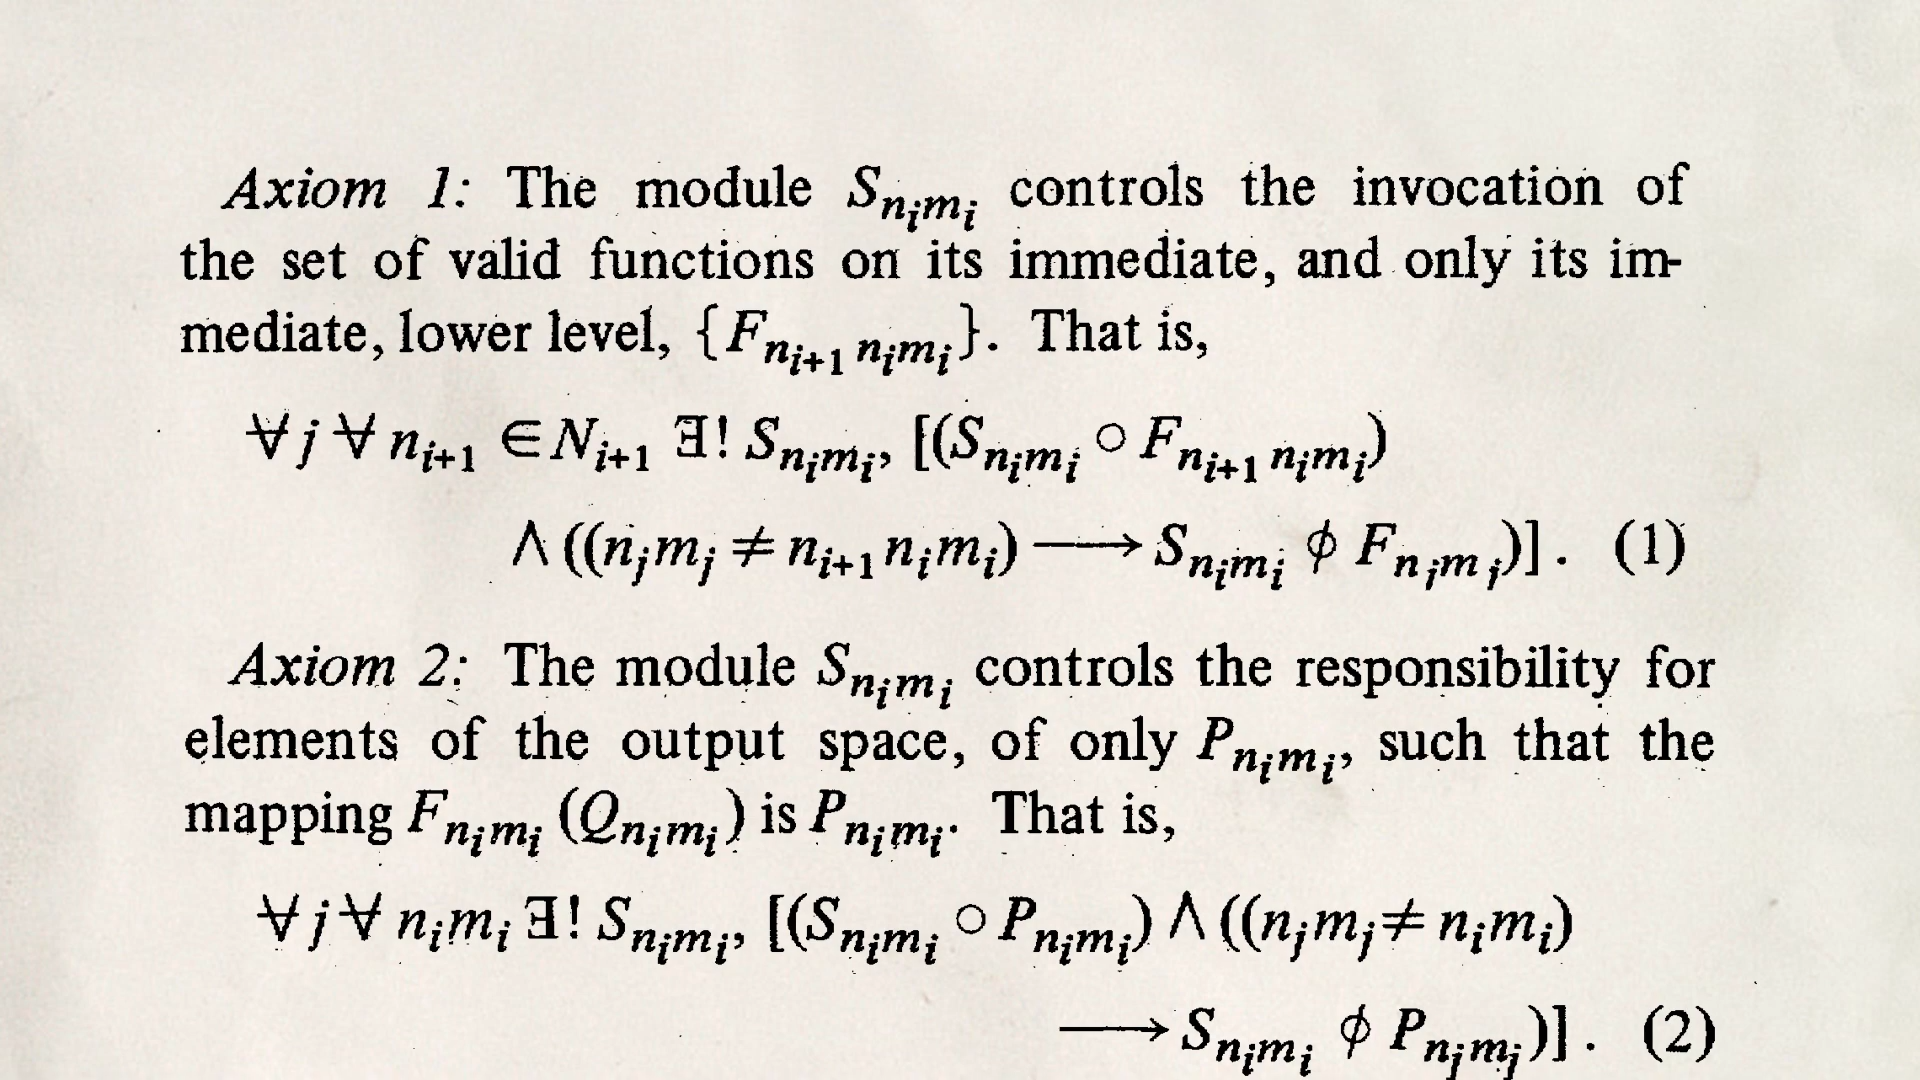 Axiom 1: The module S_{n_i m_i} controls the invocation of
the set of valid functions on its immediate, and only its im-
mediate, lower level, {F_{n_{i+1} n_i m_i}}. That is,
∀ j ∀ n_{i+1} ∈ N_{i+1} ∃! S_{n_i m_i}, [(S_{n_i m_i} ○ F_{n_{i+1} n_i m_i})
∧ ((n_j m_j ≠ n_{i+1} n_i m_i) ⟶ S_{n_i m_i} ϕ F_{n_j m_j})]. (1)
Axiom 2: The module S_{n_i m_i} controls the responsibility for
elements of the output space, of only P_{n_i m_i}, such that the
mapping F_{n_i m_i} (Q_{n_i m_i}) is P_{n_i m_i}. That is,
∀ j ∀ n_i m_i ∃! S_{n_i m_i}, [(S_{n_i m_i} ○ P_{n_i m_i}) ∧ ((n_j m_j ≠ n_i m_i)
⟶ S_{n_i m_i} ϕ P_{n_j m_j})]. (2)